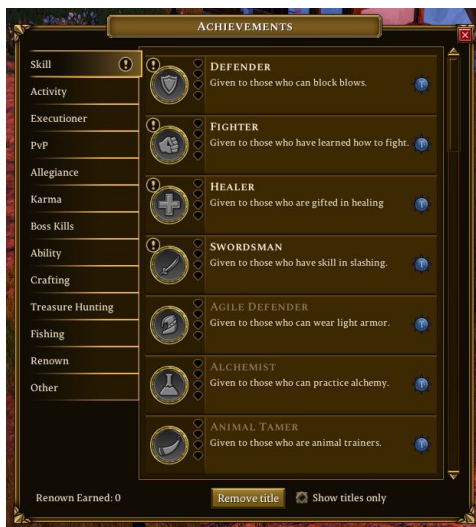 ACHIEVEMENTS
Skill
Activity
Executioner
PvP
Allegiance
Karma
Boss Kills
Ability
Crafting
Treasure Hunting
Fishing
Renown
Other
DEFENDER
Given to those who can block blows.
FIGHTER
Given to those who have learned how to fight.
HEALER
Given to those who are gifted in healing
SWORDSMAN
Given to those who have skill in slashing.
AGILE DEFENDER
Given to those who can wear light armor.
ALCHEMIST
Given to those who can practice alchemy.
ANIMAL TAMER
Given to those who are animal trainers.
Renown Earned: 0
Remove title
Show titles only